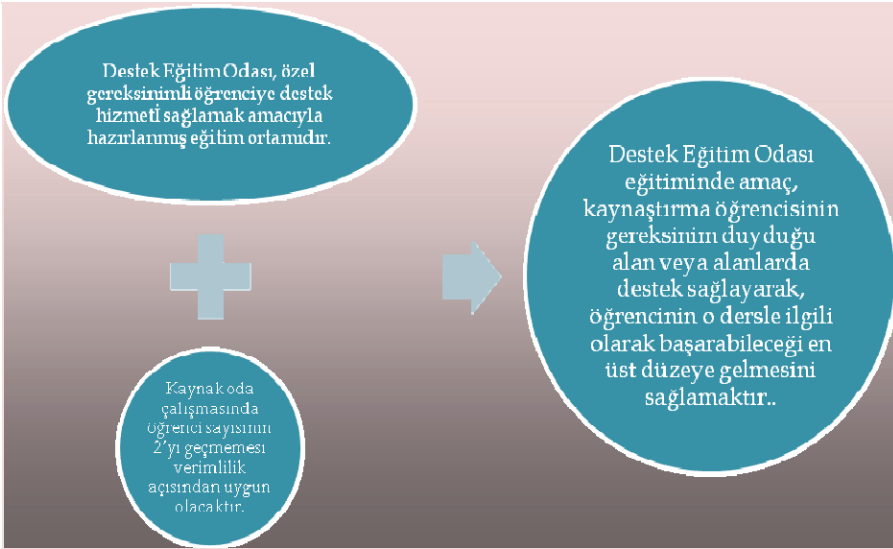 Destek Eğitim Odası, özel
gereksinimli öğrenciye destek
hizmeti sağlamak amacıyla
hazırlanmış eğitim ortamıdır.
Kaynak oda
çalışmasında
öğrenci sayısının
2'yi geçmemesi
verimlilik
açısından uygun
olacaktır.
Destek Eğitim Odası
eğitiminde amaç,
kaynaştırma öğrencisinin
gereksinim duyduğu
alan veya alanlarda
destek sağlayarak,
öğrencinin o dersle ilgili
olarak başarabileceği en
üst düzeye gelmesini
sağlamaktır..